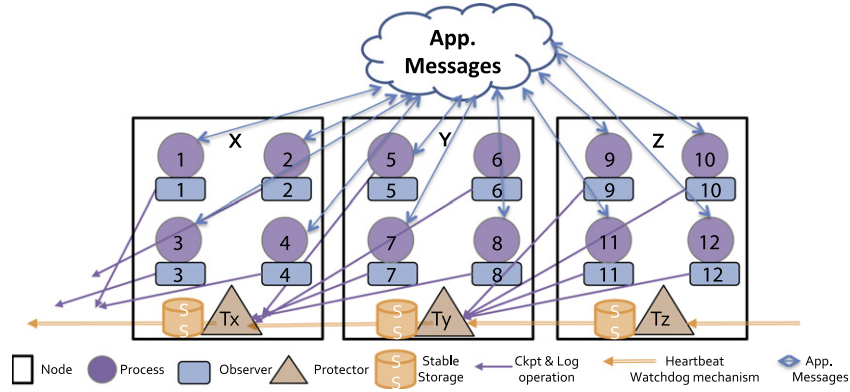 App.
Messages
X
Y
Z
1
2
5
6
9
10
1
2
5
6
9
10
3
4
7
8
11
12
3
4
7
8
11
12
S
S
Tx
S
S
Ty
S
S
Tz
Node
Process
Observer
Protector
S
S
Stable
Storage
Ckpt & Log
operation
Heartbeat
Watchdog mechanism
App.
Messages